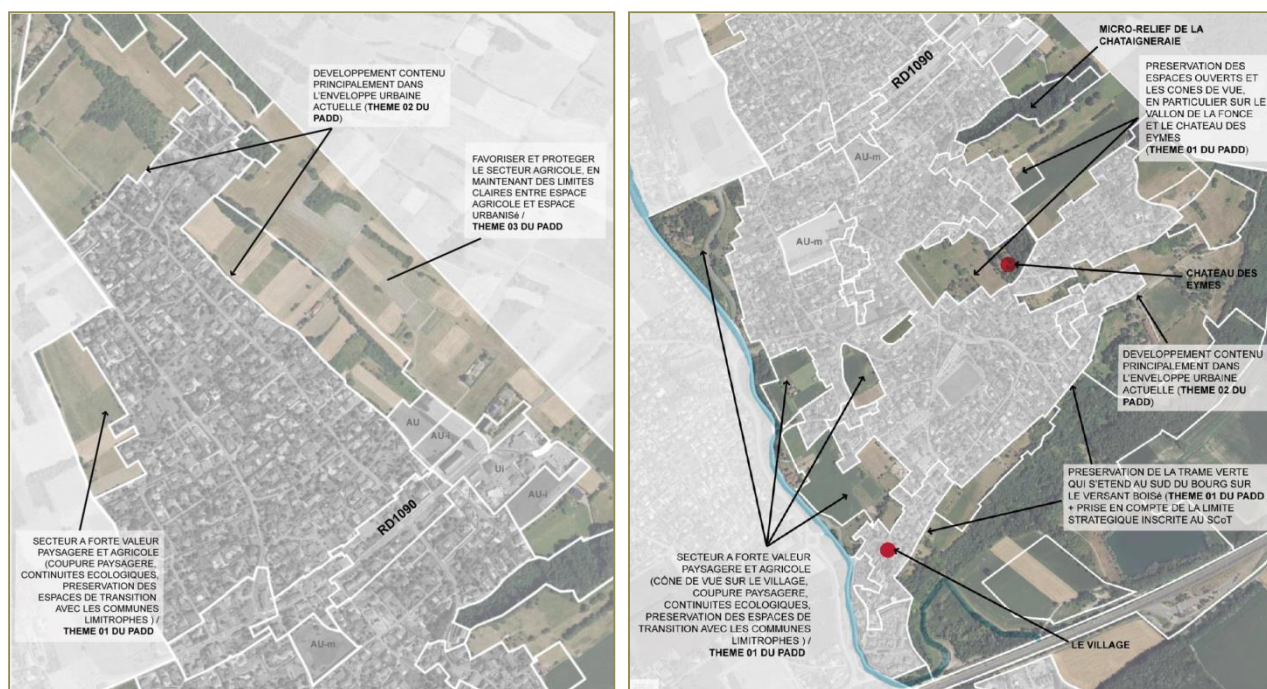 DEVELOPPEMENT CONTENU
PRINCIPALEMENT DANS
L'ENVELOPPE URBAINE
ACTUELLE (THEME 02 DU
PADD)
FAVORISER ET PROTEGER
LE SECTEUR AGRICOLE, EN
MAINTENANT DES LIMITES
CLAIRES ENTRE ESPACE
AGRICOLE ET ESPACE
URBANISé /
THEME 03 DU PADD
AU
AU-i
Ui
AU-i
RD1090
SECTEUR A FORTE VALEUR
PAYSAGERE ET AGRICOLE
(COUPURE PAYSAGERE,
CONTINUITES ECOLOGIQUES,
PRESERVATION DES
ESPACES DE TRANSITION
AVEC LES COMMUNES
LIMITROPHES ) /
THEME 01 DU PADD
AU-m
MICRO-RELIEF DE LA
CHATAIGNERAIE
RD1090
PRESERVATION DES
ESPACES OUVERTS ET
LES CONES DE VUE,
EN PARTICULIER SUR LE
VALLON DE LA FONCE
ET LE CHATEAU DES
EYMES
(THEME 01 DU PADD)
AU-m
AU-m
CHATEAU DES
EYMES
DEVELOPPEMENT CONTENU
PRINCIPALEMENT DANS
L'ENVELOPPE URBAINE
ACTUELLE (THEME 02 DU
PADD)
PRESERVATION DE LA TRAME VERTE
QUI S'ETEND AU SUD DU BOURG SUR
LE VERSANT BOISé (THEME 01 DU PADD
+ PRISE EN COMPTE DE LA LIMITE
STRATEGIQUE INSCRITE AU SCoT
SECTEUR A FORTE VALEUR
PAYSAGERE ET AGRICOLE
(CÔNE DE VUE SUR LE VILLAGE,
COUPURE PAYSAGERE,
CONTINUITES ECOLOGIQUES,
PRESERVATION DES ESPACES DE
TRANSITION AVEC LES COMMUNES
LIMITROPHES ) /
THEME 01 DU PADD
LE VILLAGE